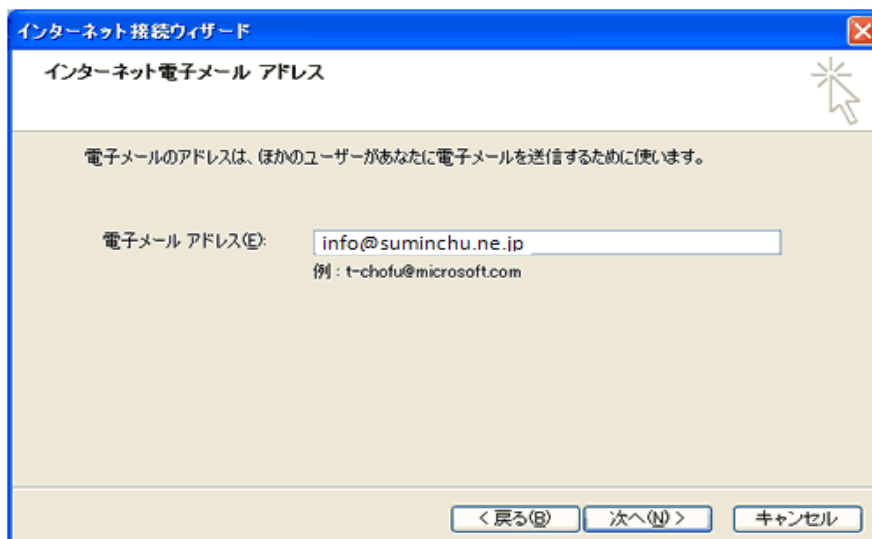 インターネット接続ウィザード
インターネット電子メール アドレス
電子メールのアドレスは、ほかのユーザーがあなたに電子メールを送信するために使います。
電子メール アドレス(E):
info@suminchu.ne.jp
例 : t-chofu@microsoft.com
< 戻る(B)
次へ(N) >
キャンセル